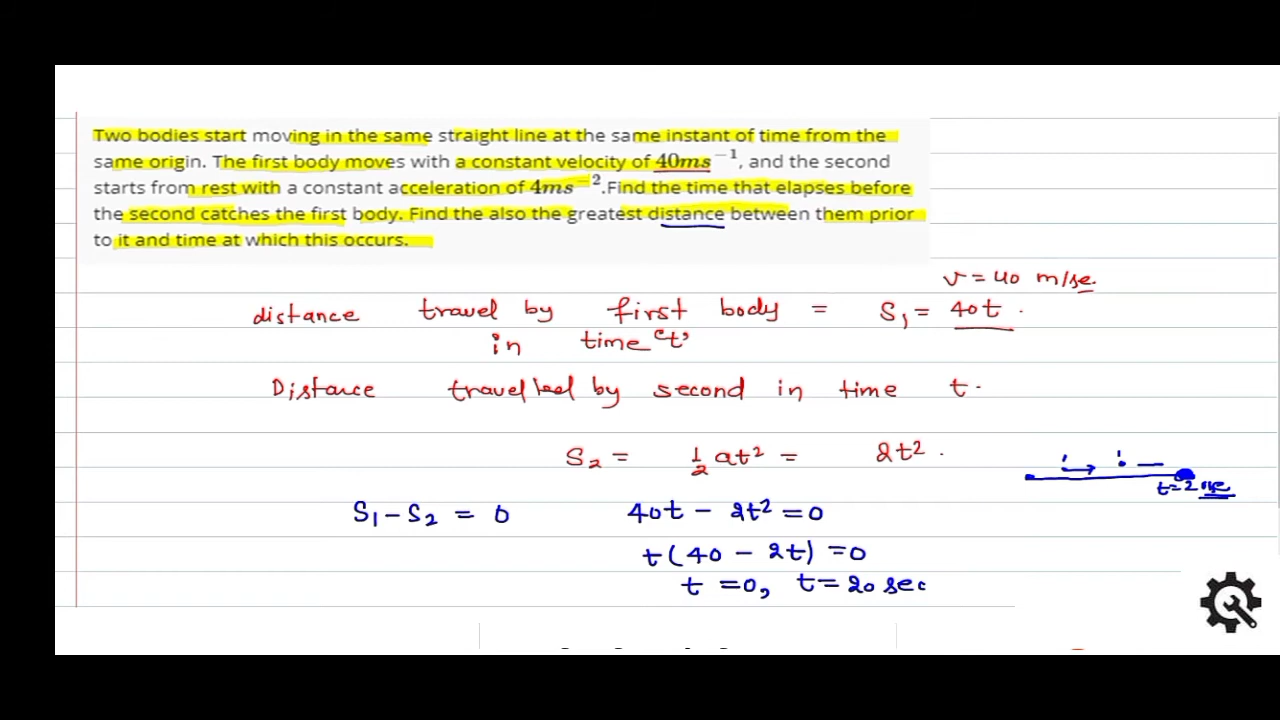 Two bodies start moving in the same straight line at the same instant of time from the
same origin. The first body moves with a constant velocity of 40ms⁻¹, and the second
starts from rest with a constant acceleration of 4ms⁻².Find the time that elapses before
the second catches the first body. Find the also the greatest distance between them prior
to it and time at which this occurs.
v = 40 m/se.
distance travel by first body = S₁ = 40t .
in time "t"
Distance travelled by second in time t.
S₂ = ½ at² = 2t² .
t=2 se
S₁ - S₂ = 0 40t - 2t² = 0
t(40 - 2t) = 0
t = 0, t = 20 sec